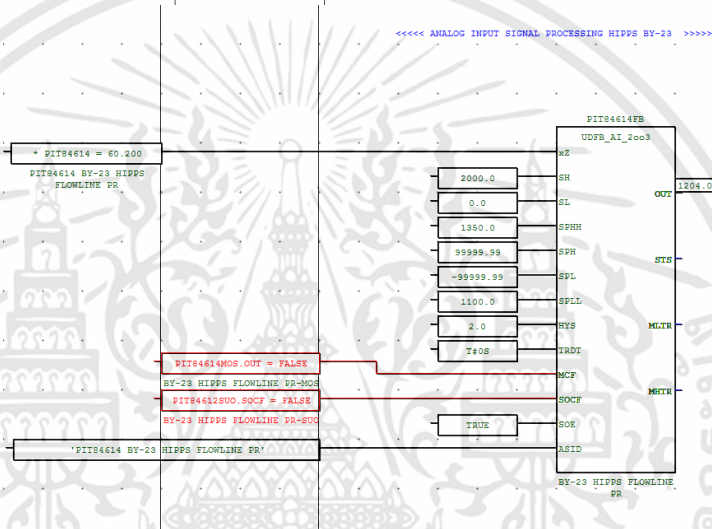 <<<<< ANALOG INPUT SIGNAL PROCESSING HIPPS BY-23 >>>>>
PIT84614FB
UDFB_AI_2oo3
* PIT84614 = 60.200
PIT84614 BY-23 HIPPS
FLOWLINE PR
xZ
2000.0
SH
0.0
SL
1350.0
SPHH
99999.99
SPH
-99999.99
SPL
1100.0
SPLL
2.0
HYS
T#0S
TRDT
PIT84614MOS.OUT = FALSE
BY-23 HIPPS FLOWLINE PR-MOS
MCF
PIT84612SUO.SOCF = FALSE
BY-23 HIPPS FLOWLINE PR-SUO
SOCF
TRUE
SOE
'PIT84614 BY-23 HIPPS FLOWLINE PR'
ASID
OUT
1204.0
STS
MLTR
MHTR
BY-23 HIPPS FLOWLINE
PR